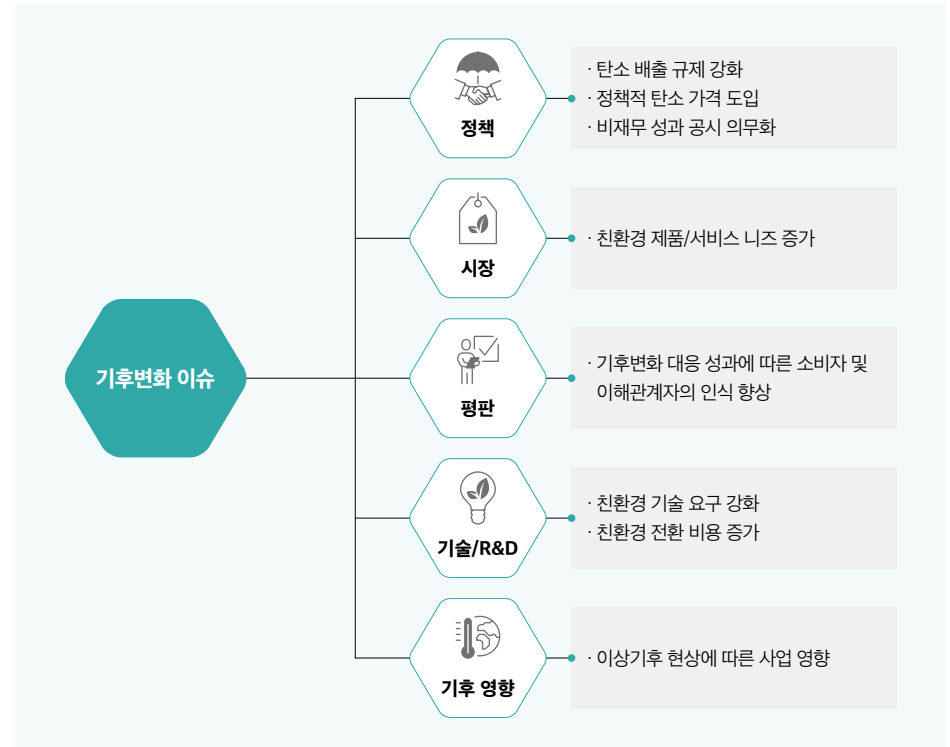 기후변화 이슈
정책
· 탄소 배출 규제 강화
· 정책적 탄소 가격 도입
· 비재무 성과 공시 의무화
시장
· 친환경 제품/서비스 니즈 증가
평판
· 기후변화 대응 성과에 따른 소비자 및
이해관계자의 인식 향상
기술/R&D
· 친환경 기술 요구 강화
· 친환경 전환 비용 증가
기후 영향
· 이상기후 현상에 따른 사업 영향